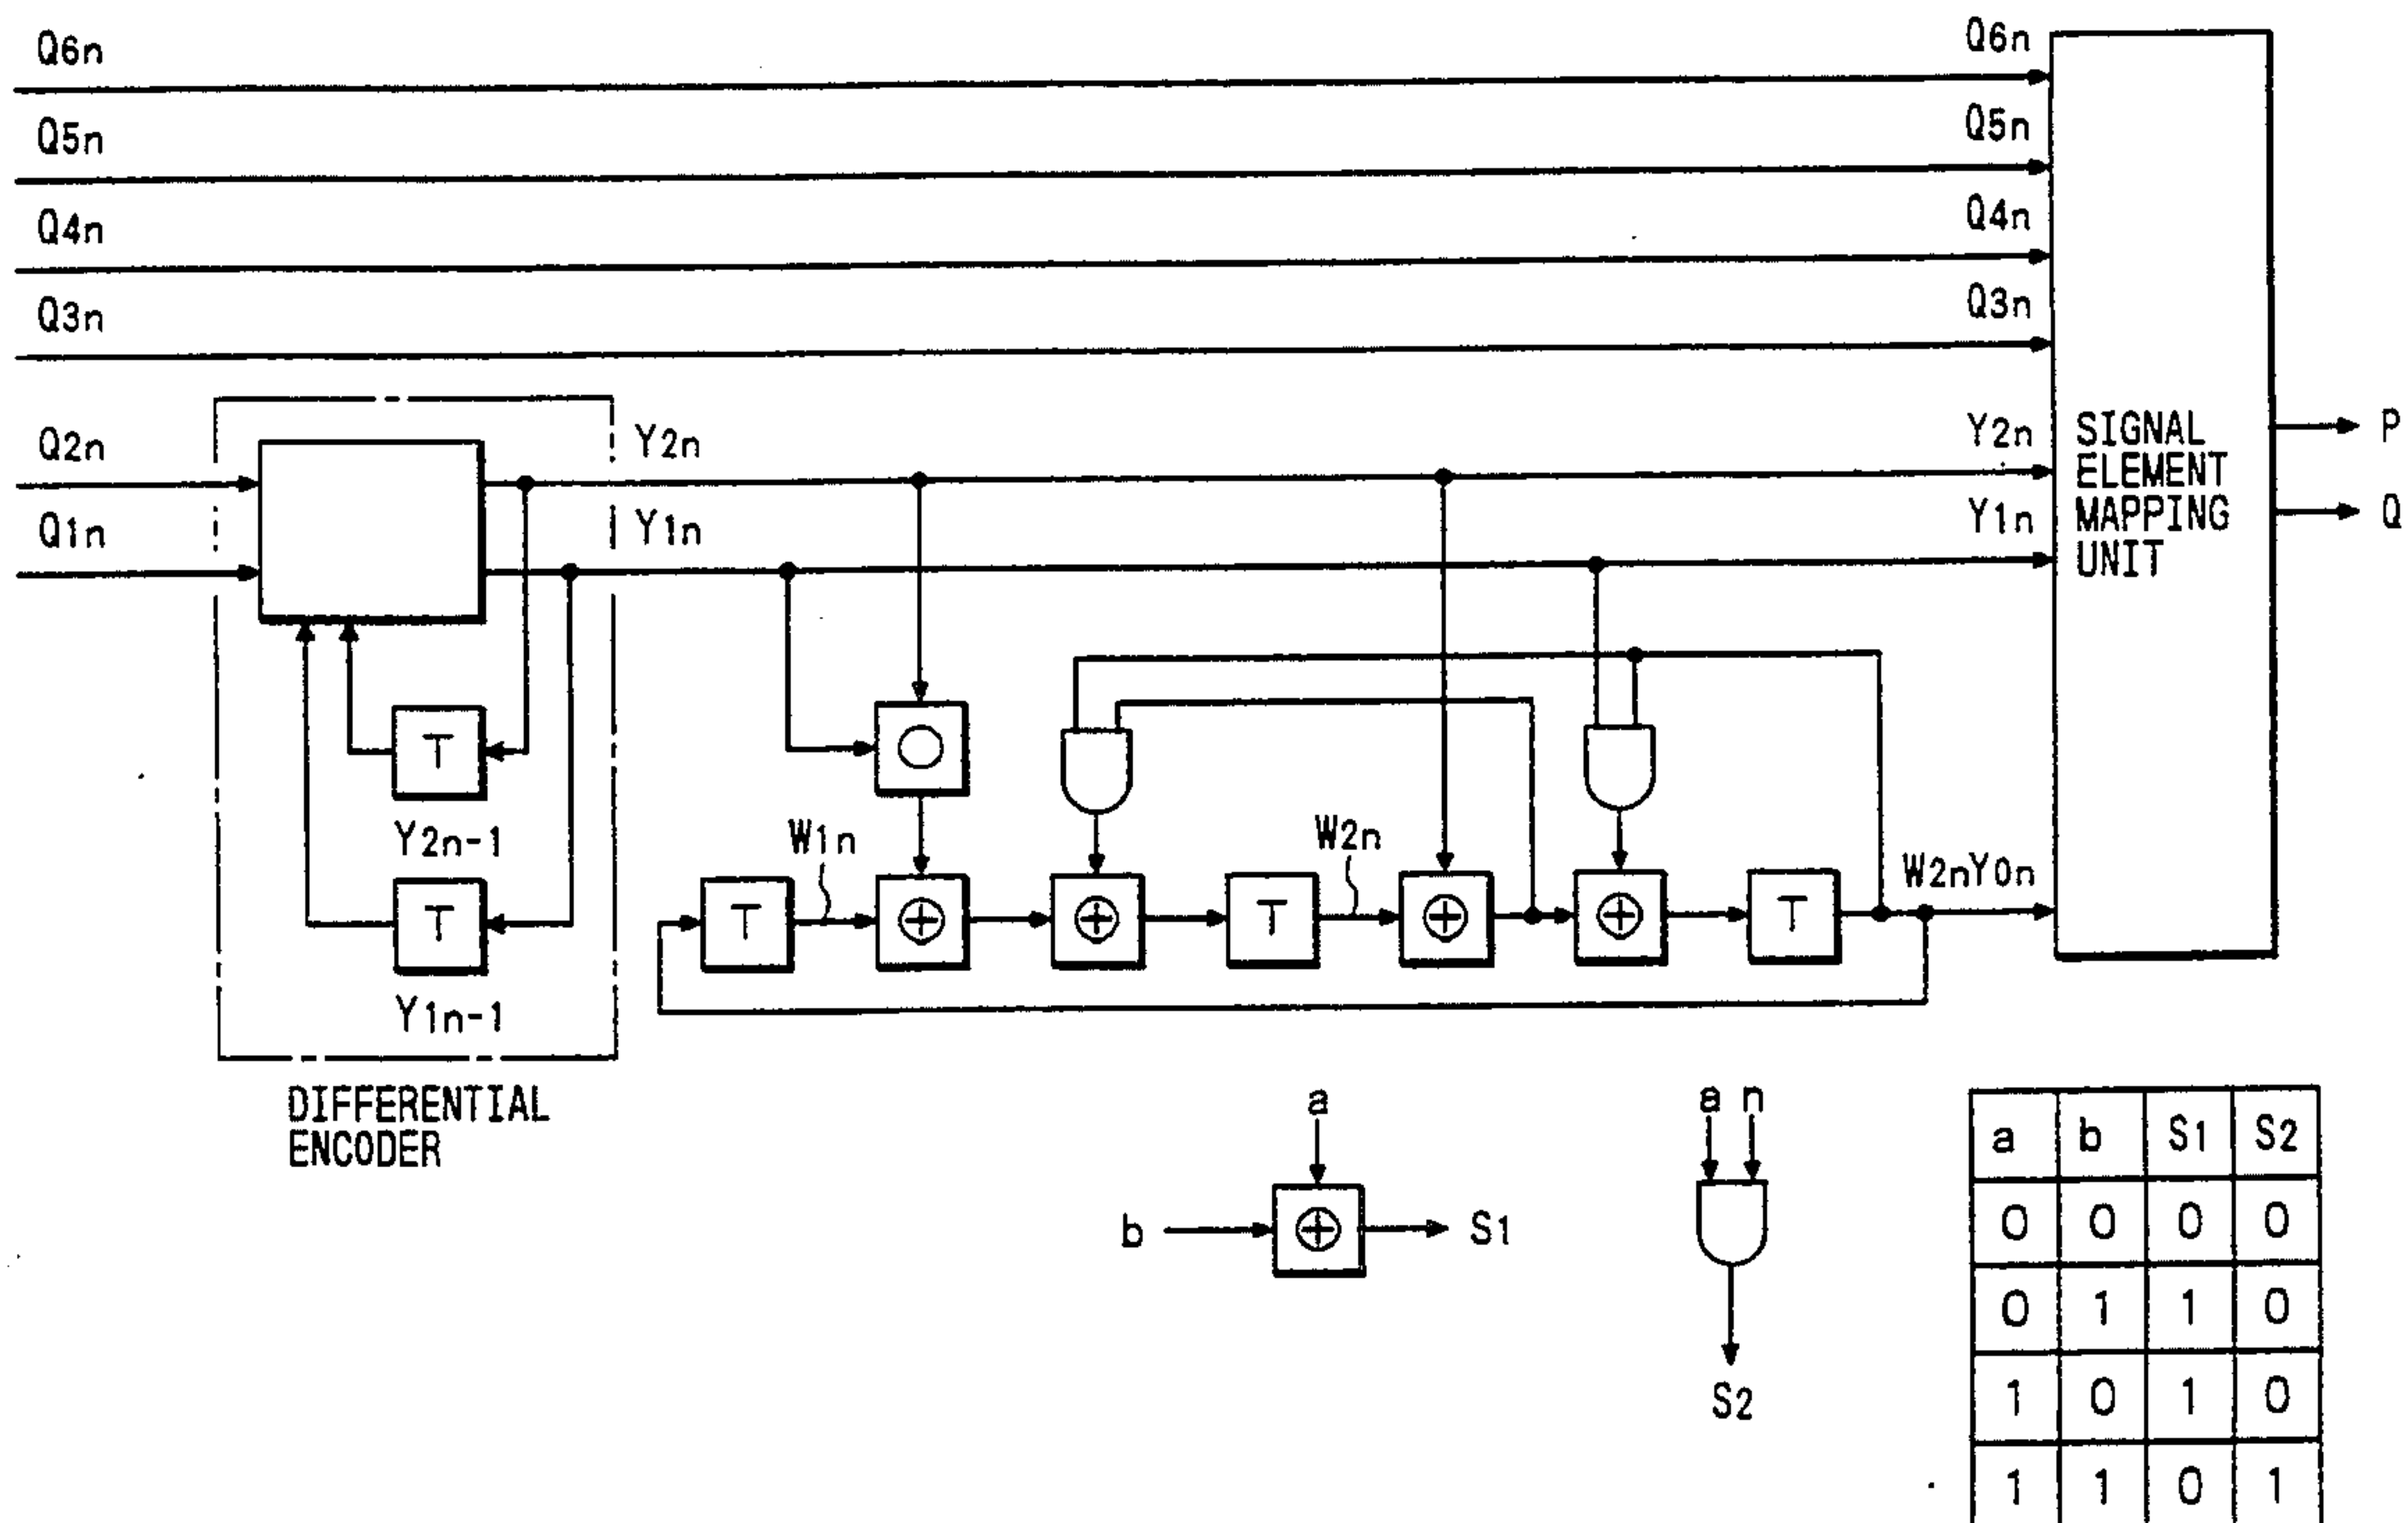 Q6n Q6n
Q5n Q5n
Q4n Q4n
Q3n Q3n
Q2n Y2n Y2n
Q1n Y1n Y1n
SIGNAL
ELEMENT
MAPPING
UNIT
P
Q
T
Y2n-1
T
Y1n-1
DIFFERENTIAL
ENCODER
W1n W2n W2nY0n
T T T
a
b S1
a n
S2
a b S1 S2
0 0 0 0
0 1 1 0
1 0 1 0
1 1 0 1